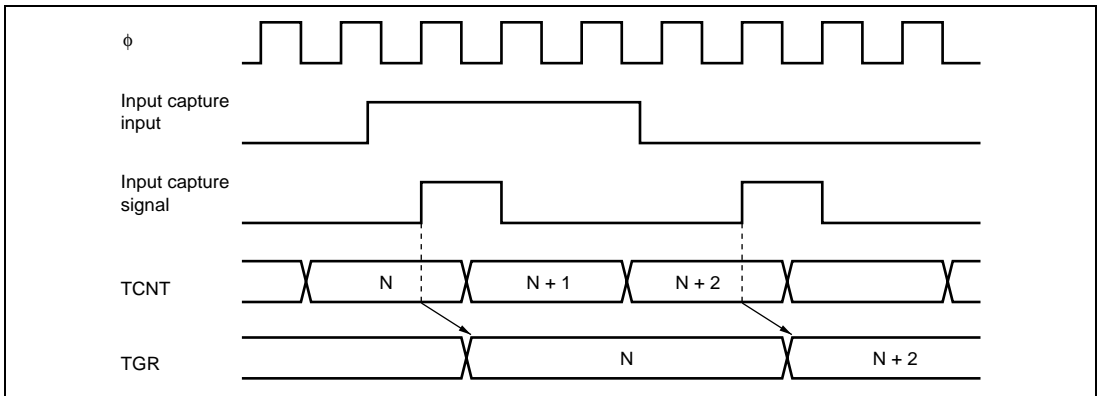 ϕ
Input capture
input
Input capture
signal
TCNT
N
N + 1
N + 2
TGR
N
N + 2